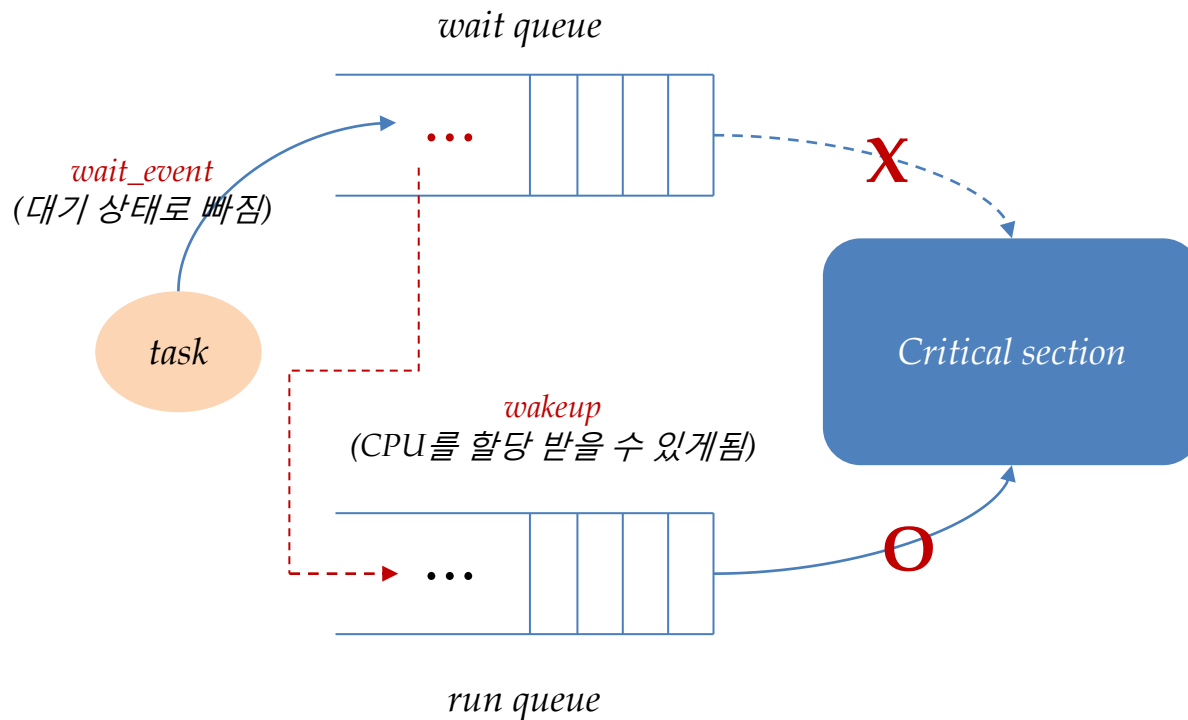 wait queue
...
X
wait_event
(대기 상태로 빠짐)
task
Critical section
wakeup
(CPU를 할당 받을 수 있게됨)
O
...
run queue